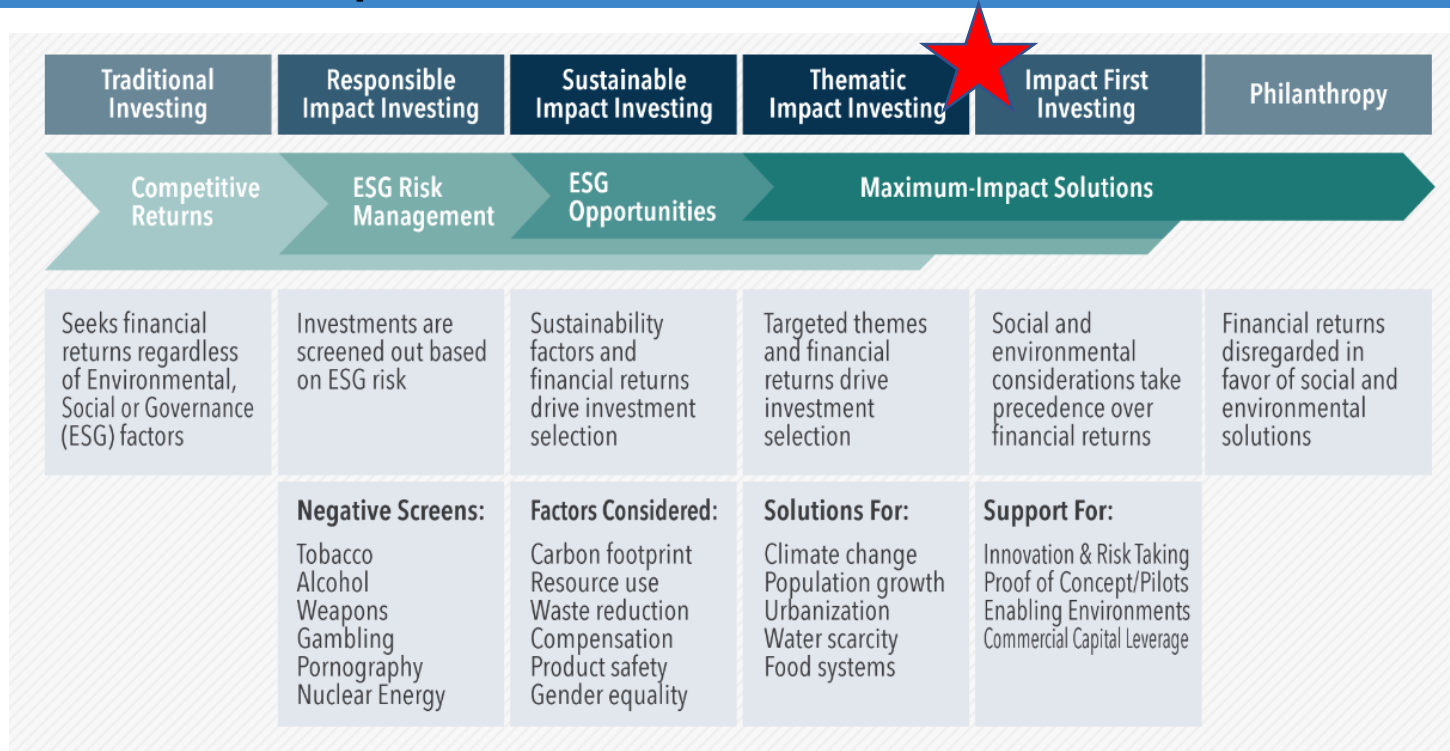 Traditional
Investing
Responsible
Impact Investing
Sustainable
Impact Investing
Thematic
Impact Investing
Impact First
Investing
Philanthropy
Competitive
Returns
ESG Risk
Management
ESG
Opportunities
Maximum-Impact Solutions
Seeks financial
returns regardless
of Environmental,
Social or Governance
(ESG) factors
Investments are
screened out based
on ESG risk
Sustainability
factors and
financial returns
drive investment
selection
Targeted themes
and financial
returns drive
investment
selection
Social and
environmental
considerations take
precedence over
financial returns
Financial returns
disregarded in
favor of social and
environmental
solutions
Negative Screens:
Tobacco
Alcohol
Weapons
Gambling
Pornography
Nuclear Energy
Factors Considered:
Carbon footprint
Resource use
Waste reduction
Compensation
Product safety
Gender equality
Solutions For:
Climate change
Population growth
Urbanization
Water scarcity
Food systems
Support For:
Innovation & Risk Taking
Proof of Concept/Pilots
Enabling Environments
Commercial Capital Leverage